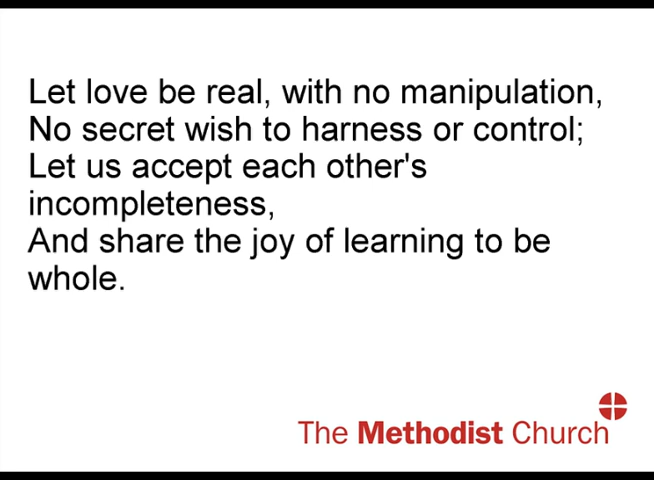 Let love be real, with no manipulation,
No secret wish to harness or control;
Let us accept each other's
incompleteness,
And share the joy of learning to be
whole.
The Methodist Church